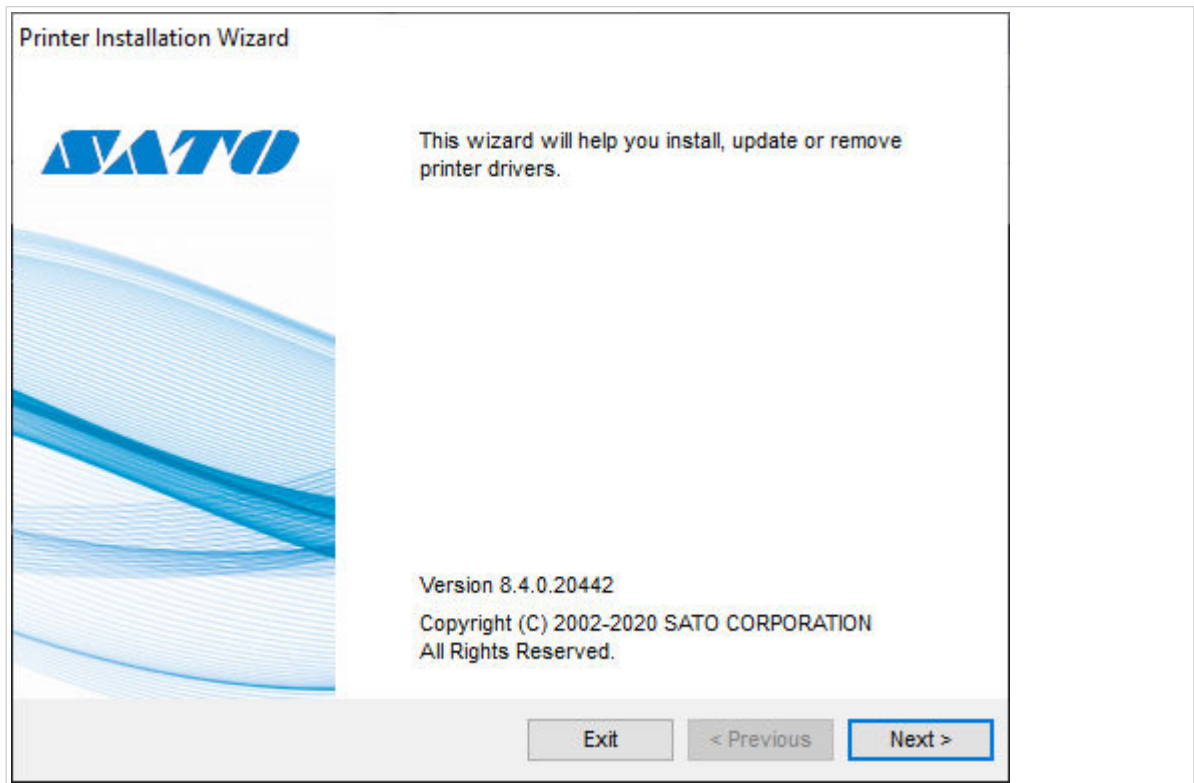 Printer Installation Wizard
SATO
This wizard will help you install, update or remove
printer drivers.
Version 8.4.0.20442
Copyright (C) 2002-2020 SATO CORPORATION
All Rights Reserved.
Exit
< Previous
Next >